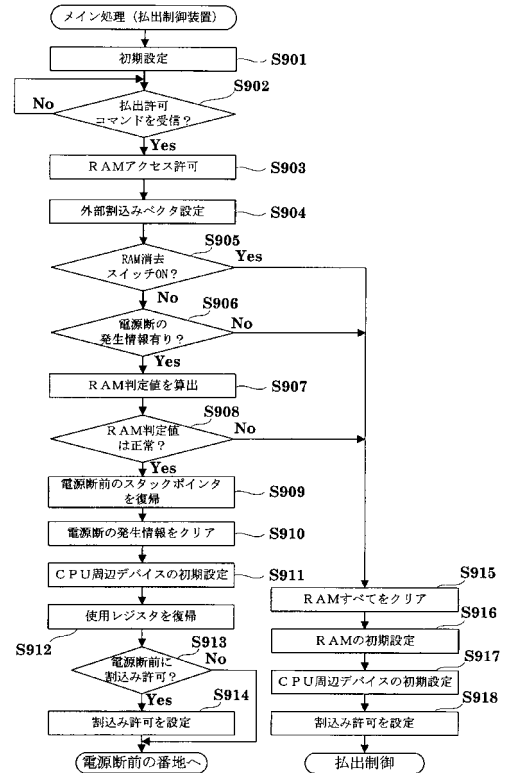 メイン処理（払出制御装置）
初期設定
S901
S902
No
払出許可
コマンドを受信？
Yes
ＲＡＭアクセス許可
S903
外部割込みベクタ設定
S904
S905
RAM消去
スイッチON？
Yes
No
S906
電源断の
発生情報有り？
No
Yes
ＲＡＭ判定値を算出
S907
S908
ＲＡＭ判定値
は正常？
No
Yes
電源断前のスタックポインタ
を復帰
S909
電源断の発生情報をクリア
S910
ＣＰＵ周辺デバイスの初期設定
S911
使用レジスタを復帰
S912
S913
電源断前に
割込み許可？
No
Yes
S914
割込み許可を設定
電源断前の番地へ
S915
ＲＡＭすべてをクリア
S916
ＲＡＭの初期設定
S917
ＣＰＵ周辺デバイスの初期設定
S918
割込み許可を設定
払出制御